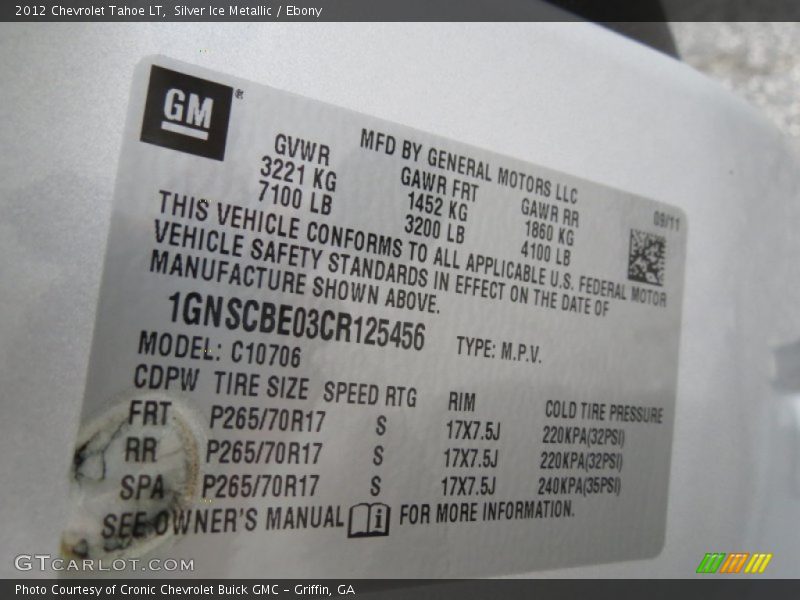 2012 Chevrolet Tahoe LT, Silver Ice Metallic / Ebony
GM®
MFD BY GENERAL MOTORS LLC
GVWR GAWR FRT GAWR RR 09/11
3221 KG 1452 KG 1860 KG
7100 LB 3200 LB 4100 LB
THIS VEHICLE CONFORMS TO ALL APPLICABLE U.S. FEDERAL MOTOR
VEHICLE SAFETY STANDARDS IN EFFECT ON THE DATE OF
MANUFACTURE SHOWN ABOVE.
1GNSCBE03CR125456 TYPE: M.P.V.
MODEL: C10706
CDPW TIRE SIZE SPEED RTG RIM COLD TIRE PRESSURE
FRT P265/70R17 S 17X7.5J 220KPA(32PSI)
RR P265/70R17 S 17X7.5J 220KPA(32PSI)
SPA P265/70R17 S 17X7.5J 240KPA(35PSI)
SEE OWNER'S MANUAL i FOR MORE INFORMATION.
GTCARLOT.COM
Photo Courtesy of Cronic Chevrolet Buick GMC – Griffin, GA